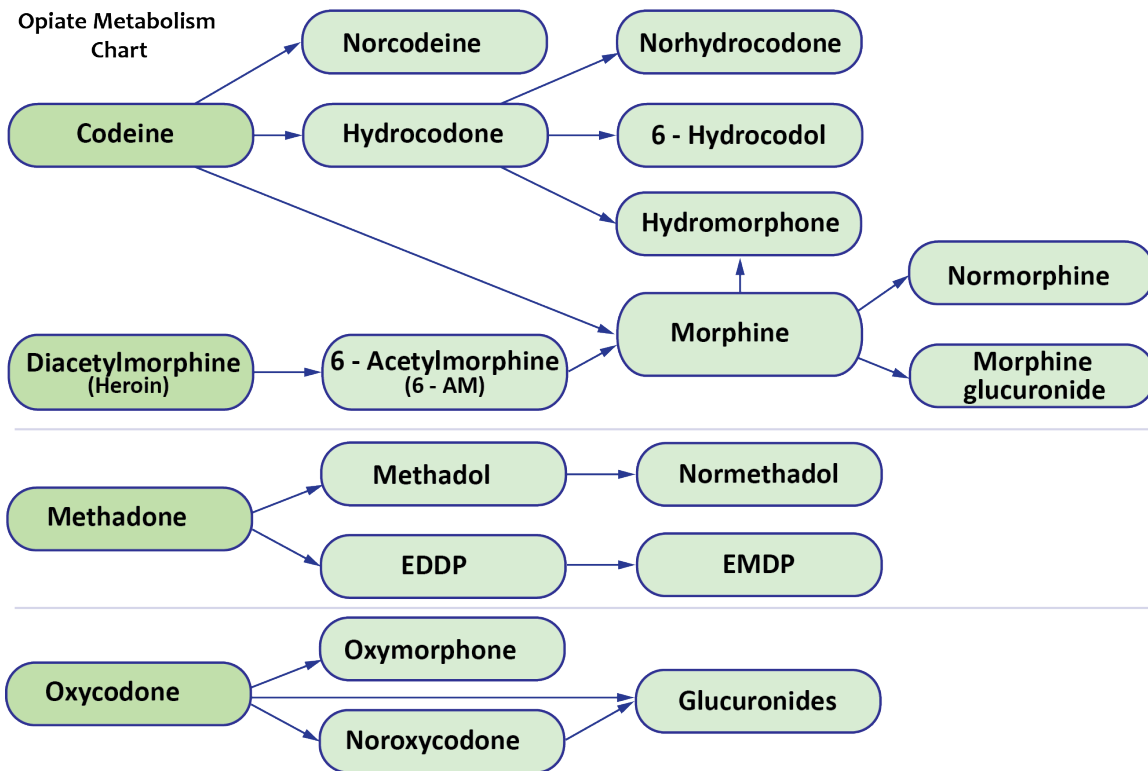 Opiate Metabolism
Chart
Norcodeine
Norhydrocodone
Codeine
Hydrocodone
6 - Hydrocodol
Hydromorphone
Normorphine
Morphine
Diacetylmorphine
(Heroin)
6 - Acetylmorphine
(6 - AM)
Morphine
glucuronide
Methadol
Normethadol
Methadone
EDDP
EMDP
Oxymorphone
Oxycodone
Glucuronides
Noroxycodone